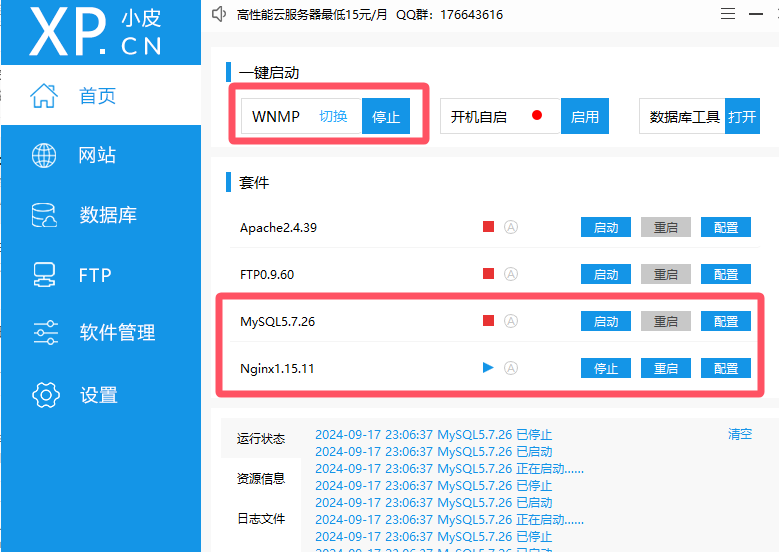 XP.小皮CN
高性能云服务器最低15元/月 QQ群：176643616
首页
网站
数据库
FTP
软件管理
设置
一键启动
WNMP 切换 停止 开机自启 启用 数据库工具 打开
套件
Apache2.4.39 A 启动 重启 配置
FTP0.9.60 A 启动 重启 配置
MySQL5.7.26 A 启动 重启 配置
Nginx1.15.11 A 停止 重启 配置
运行状态
资源信息
日志文件
2024-09-17 23:06:37 MySQL5.7.26 已停止 清空
2024-09-17 23:06:37 MySQL5.7.26 已启动
2024-09-17 23:06:37 MySQL5.7.26 正在启动......
2024-09-17 23:06:37 MySQL5.7.26 已停止
2024-09-17 23:06:37 MySQL5.7.26 已启动
2024-09-17 23:06:37 MySQL5.7.26 正在启动......
2024-09-17 23:06:37 MySQL5.7.26 已停止